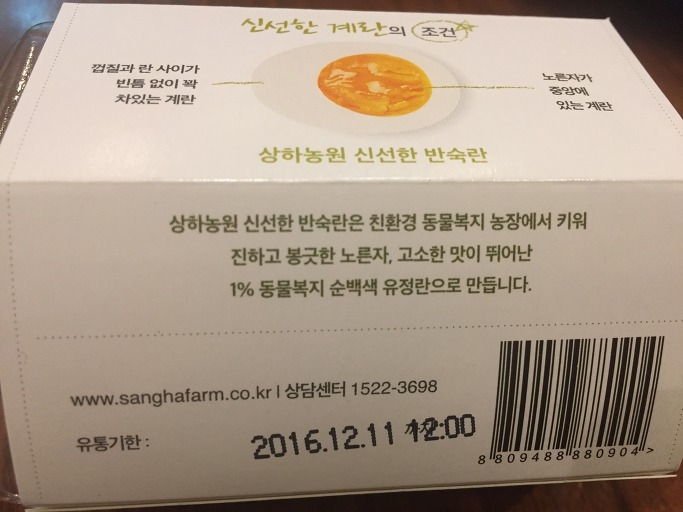 신선한 계란의 조건
껍질과 란 사이가
빈틈 없이 꽉
차있는 계란
노른자가
중앙에
있는 계란
상하농원 신선한 반숙란
상하농원 신선한 반숙란은 친환경 동물복지 농장에서 키워
진하고 봉긋한 노른자, 고소한 맛이 뛰어난
1% 동물복지 순백색 유정란으로 만듭니다.
www.sanghafarm.co.kr | 상담센터 1522-3698
유통기한 :
2016.12.11 12:00
8 809488 880904 >